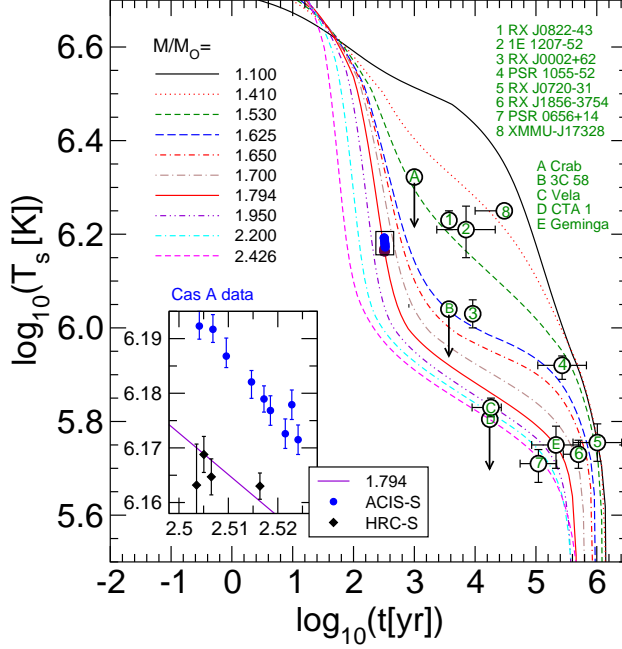 6.6
6.4
6.2
6.0
5.8
5.6
log10(Ts [K])
M/MO=
1.100
1.410
1.530
1.625
1.650
1.700
1.794
1.950
2.200
2.426
1 RX J0822-43
2 1E 1207-52
3 RX J0002+62
4 PSR 1055-52
5 RX J0720-31
6 RX J1856-3754
7 PSR 0656+14
8 XMMU-J17328
A Crab
B 3C 58
C Vela
D CTA 1
E Geminga
A
1
2
8
B
3
4
C
D
E
5
6
7
Cas A data
6.19
6.18
6.17
6.16
2.5
2.51
2.52
1.794
ACIS-S
HRC-S
-2
-1
0
1
2
3
4
5
6
log10(t[yr])